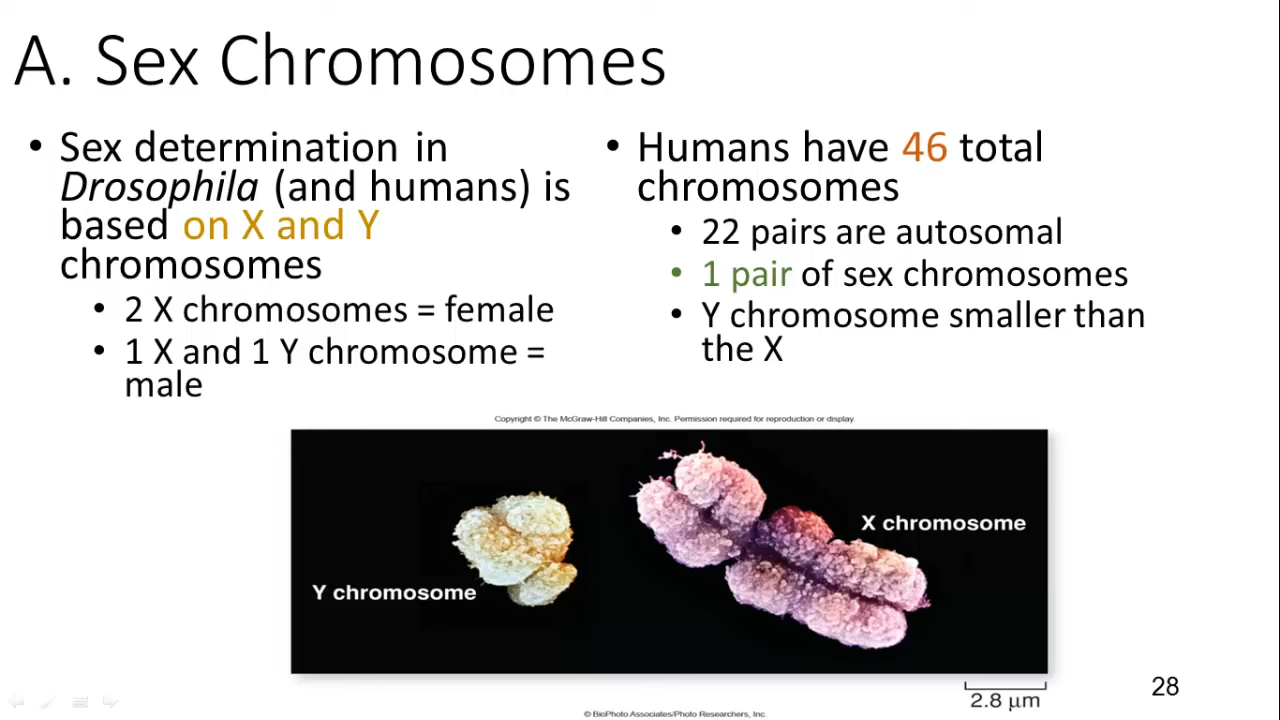 A. Sex Chromosomes
• Sex determination in
Drosophila (and humans) is
based on X and Y
chromosomes
• 2 X chromosomes = female
• 1 X and 1 Y chromosome =
male
• Humans have 46 total
chromosomes
• 22 pairs are autosomal
• 1 pair of sex chromosomes
• Y chromosome smaller than
the X
Copyright © The McGraw-Hill Companies, Inc. Permission required for reproduction or display.
X chromosome
Y chromosome
2.8 µm
28
© BioPhoto Associates/Photo Researchers, Inc.